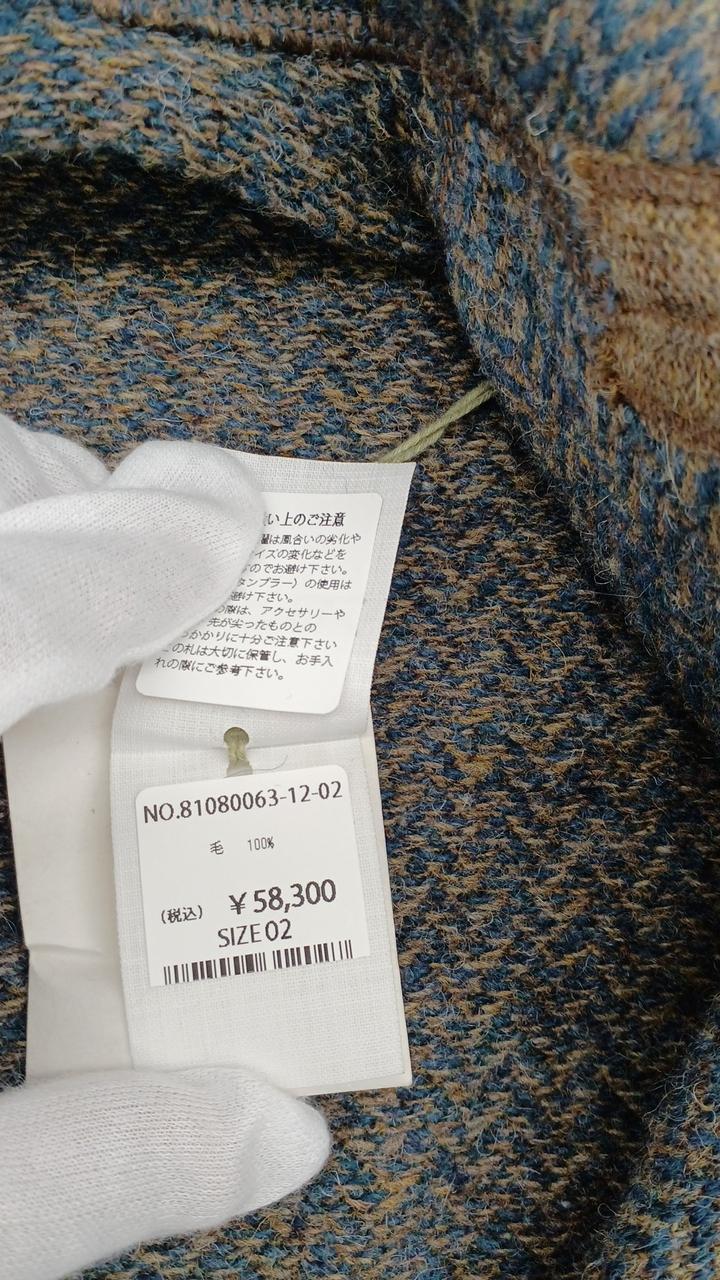 い上のご注意
は風合いの劣化や
イズの変化などを
のでお避け下さい。
タンブラー）の使用は
避け下さい。
の際は、アクセサリーや
先が尖ったものとの
っかかりに十分ご注意下さい
この札は大切に保管し、お手入
れの際にご参考下さい。
NO.81080063-12-02
毛 100%
(税込) ¥58,300
SIZE 02